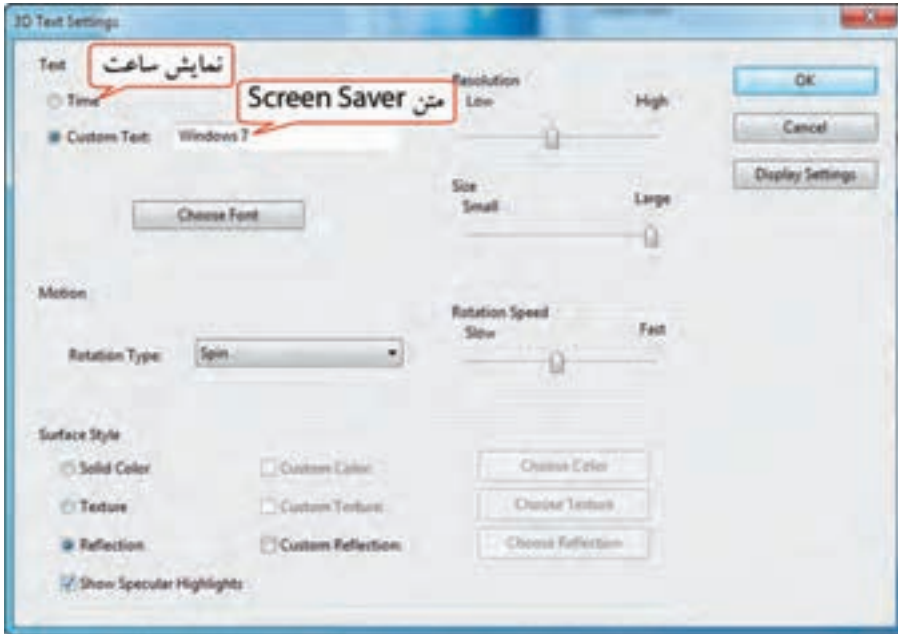 3D Text Settings
Text
نمایش ساعت
Time
متن Screen Saver
Custom Text:
Windows 7
Choose Font
Resolution
Low
High
Size
Small
Large
OK
Cancel
Display Settings
Motion
Rotation Type:
Spin
Rotation Speed
Slow
Fast
Surface Style
Solid Color
Custom Color:
Choose Color
Texture
Custom Texture:
Choose Texture
Reflection
Custom Reflection:
Choose Reflection
Show Specular Highlights